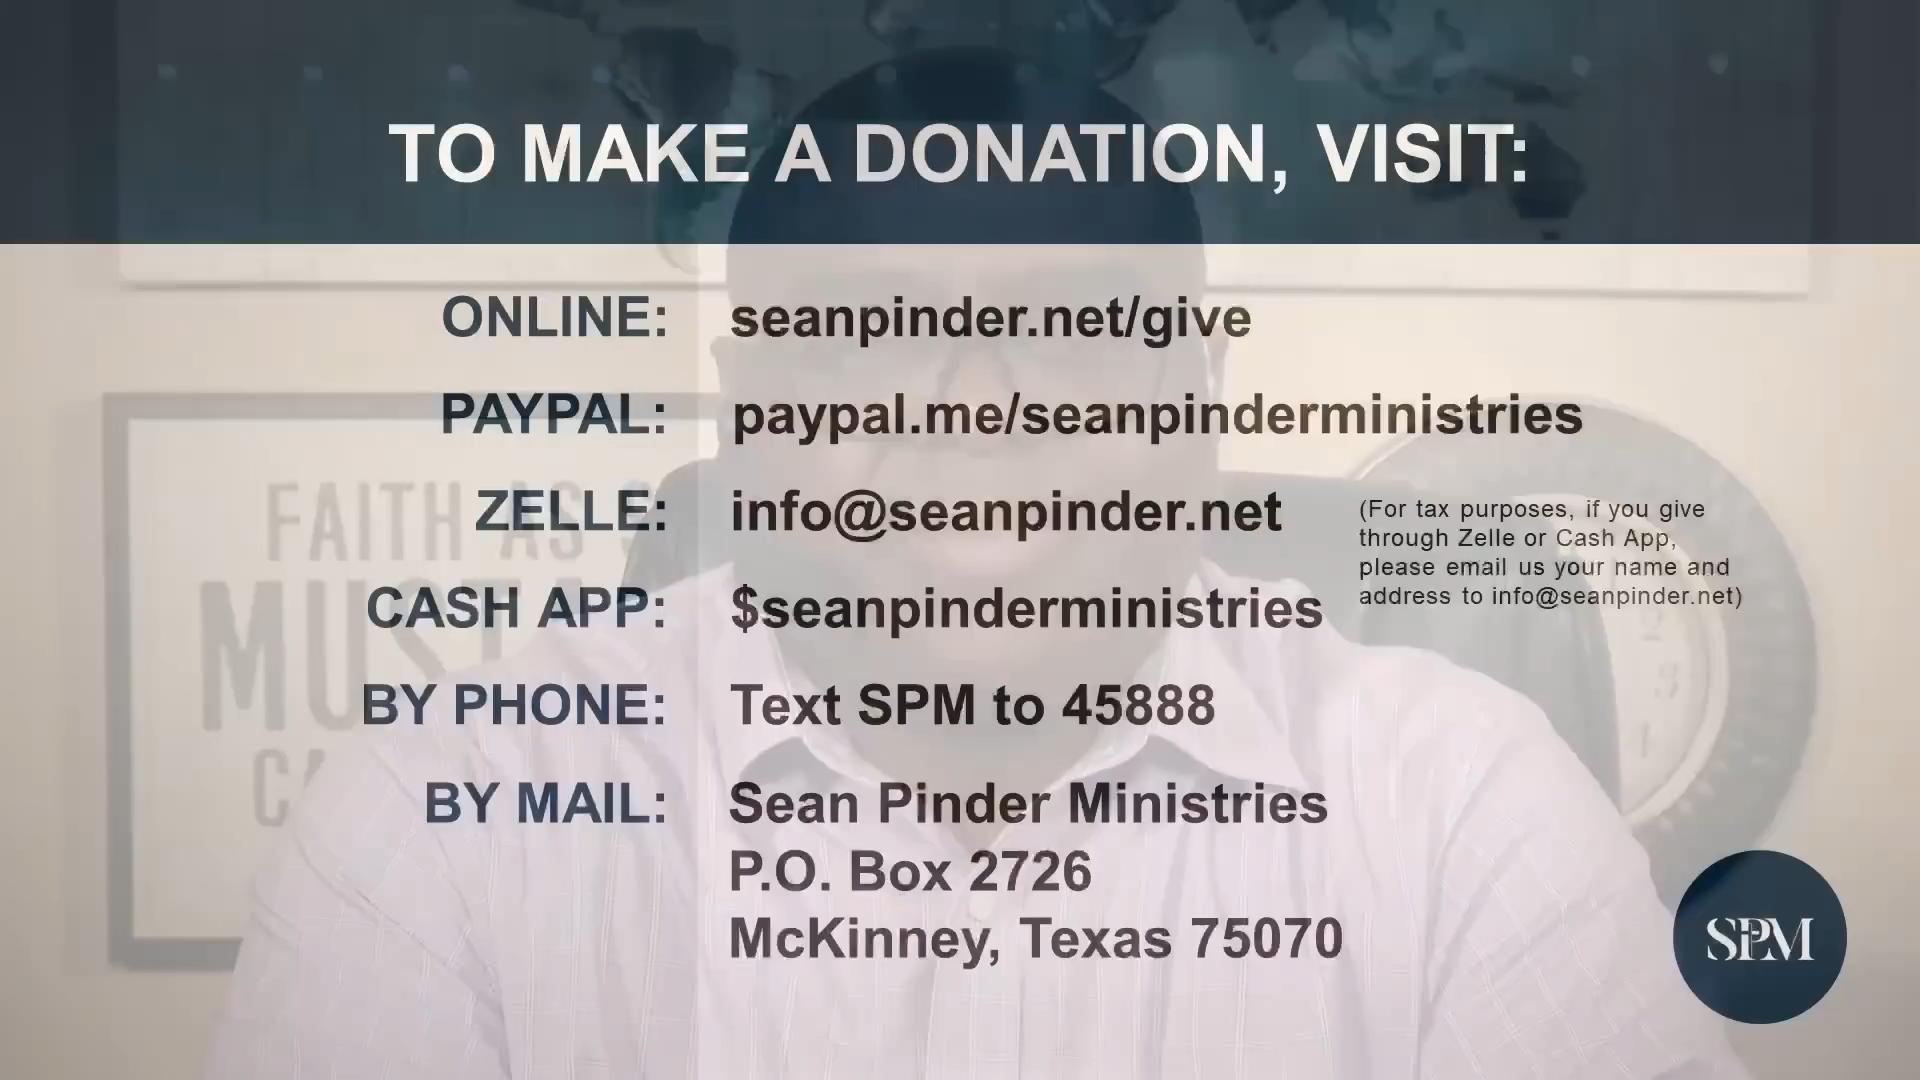 TO MAKE A DONATION, VISIT:
ONLINE: seanpinder.net/give
PAYPAL: paypal.me/seanpinderministries
ZELLE: info@seanpinder.net
(For tax purposes, if you give
through Zelle or Cash App,
please email us your name and
address to info@seanpinder.net)
CASH APP: $seanpinderministries
BY PHONE: Text SPM to 45888
BY MAIL: Sean Pinder Ministries
P.O. Box 2726
McKinney, Texas 75070
FAITH AS
MUSTA
SPM